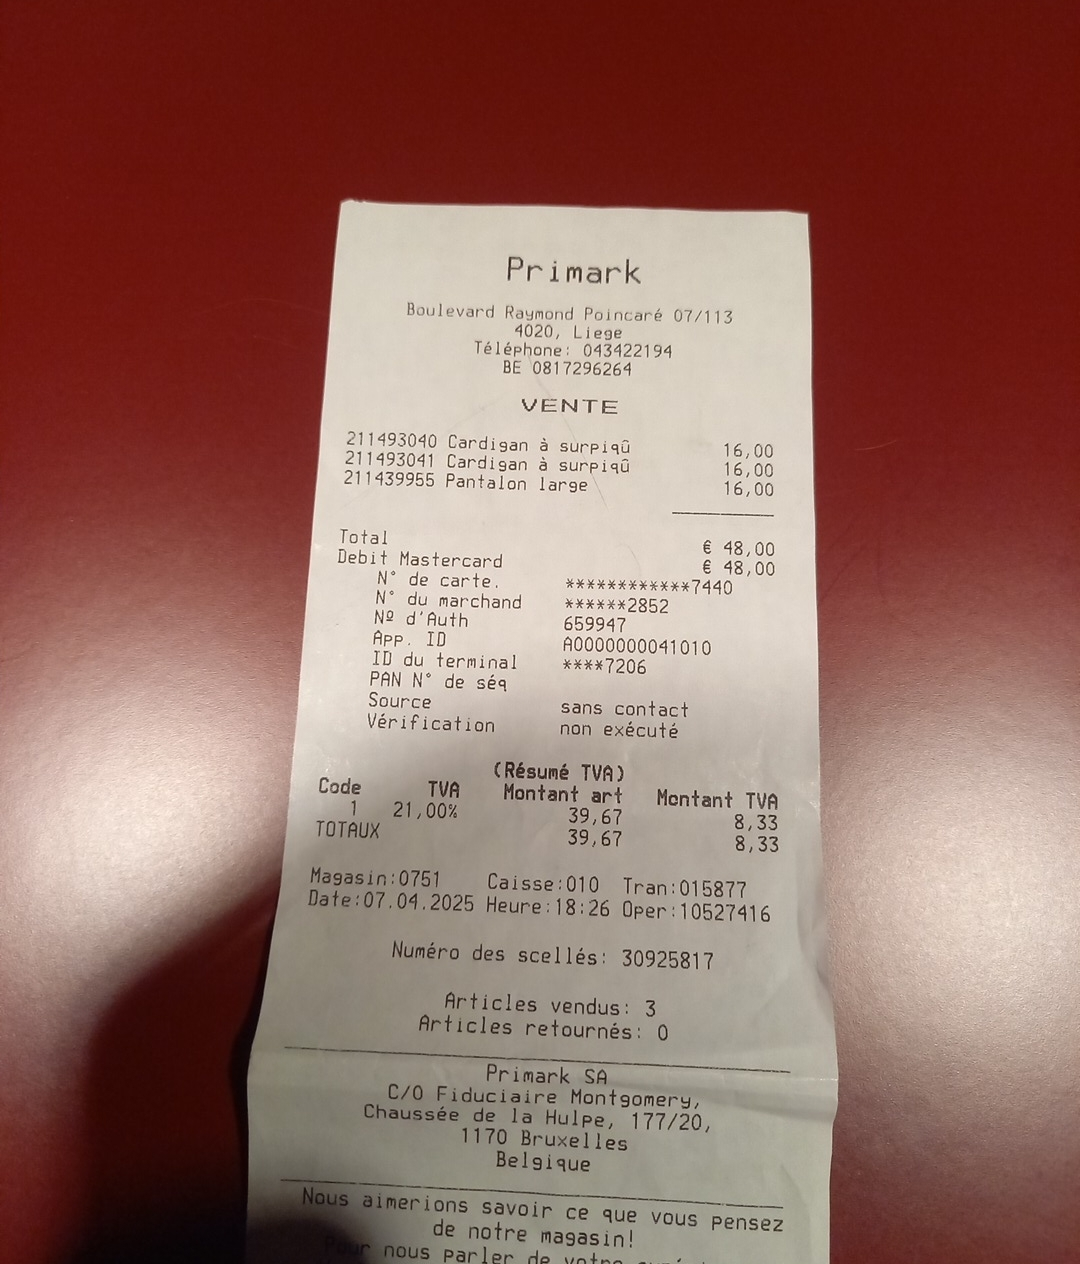 Primark
Boulevard Raymond Poincaré 07/113
4020, Liege
Téléphone: 043422194
BE 0817296264
VENTE
211493040 Cardigan à surpiqû 16,00
211493041 Cardigan à surpiqû 16,00
211439955 Pantalon large 16,00
Total € 48,00
Debit Mastercard € 48,00
N° de carte. ************7440
N° du marchand ******2852
Nº d'Auth 659947
App. ID A0000000041010
ID du terminal ****7206
PAN N° de séq
Source sans contact
Vérification non exécuté
(Résumé TVA)
Code TVA Montant art Montant TVA
1 21,00% 39,67 8,33
TOTAUX 39,67 8,33
Magasin:0751 Caisse:010 Tran:015877
Date:07.04.2025 Heure:18:26 Oper:10527416
Numéro des scellés: 30925817
Articles vendus: 3
Articles retournés: 0
Primark SA
C/O Fiduciaire Montgomery,
Chaussée de la Hulpe, 177/20,
1170 Bruxelles
Belgique
Nous aimerions savoir ce que vous pensez
de notre magasin!
Pour nous parler de votre